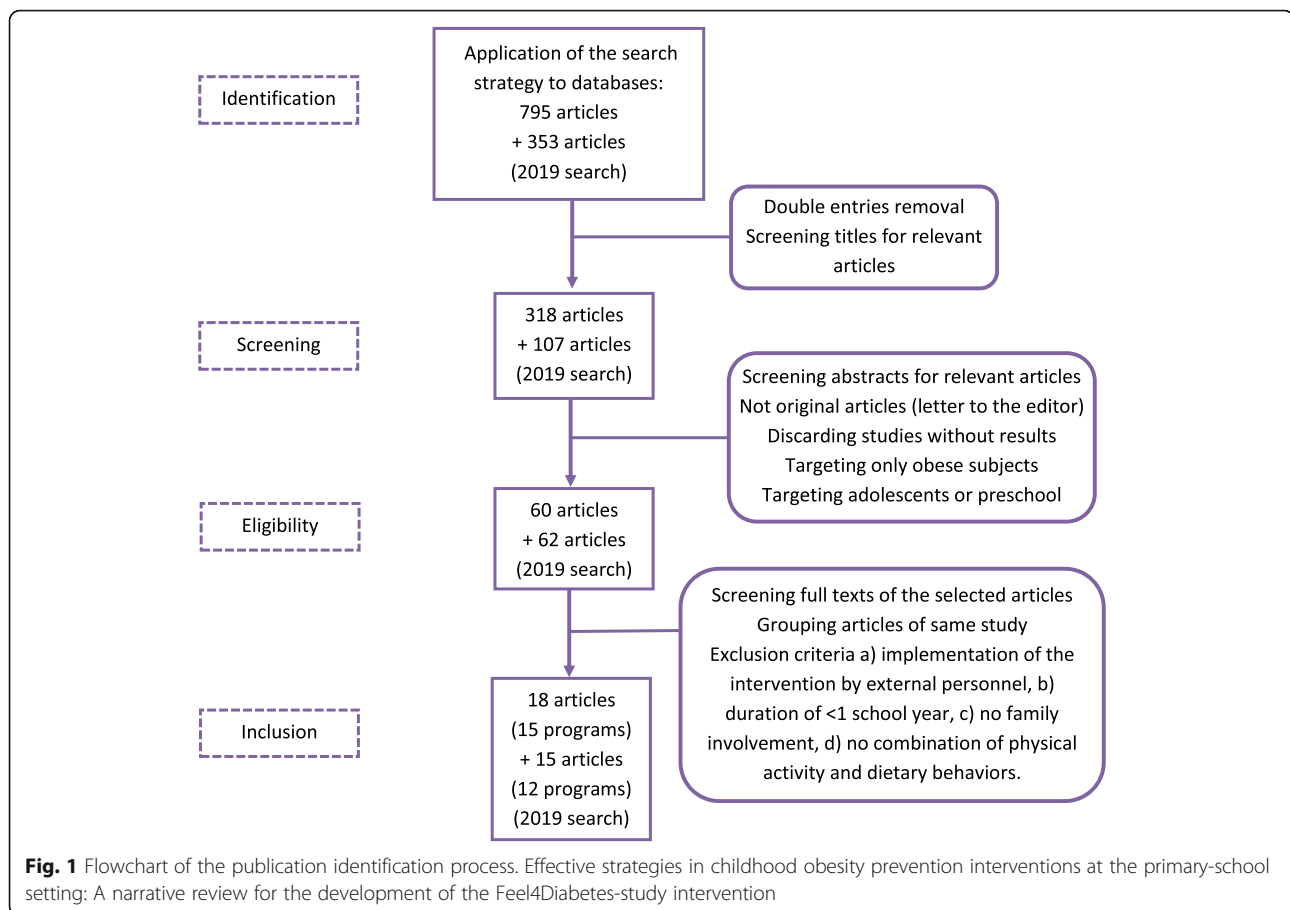 Application of the search
strategy to databases:
795 articles
+ 353 articles
(2019 search)
Identification
Double entries removal
Screening titles for relevant
articles
318 articles
+ 107 articles
(2019 search)
Screening
Screening abstracts for relevant articles
Not original articles (letter to the editor)
Discarding studies without results
Targeting only obese subjects
Targeting adolescents or preschool
60 articles
+ 62 articles
(2019 search)
Eligibility
Screening full texts of the selected articles
Grouping articles of same study
Exclusion criteria a) implementation of the
intervention by external personnel, b)
duration of <1 school year, c) no family
involvement, d) no combination of physical
activity and dietary behaviors.
18 articles
(15 programs)
+ 15 articles
(12 programs)
(2019 search)
Inclusion
Fig. 1 Flowchart of the publication identification process. Effective strategies in childhood obesity prevention interventions at the primary-school
setting: A narrative review for the development of the Feel4Diabetes-study intervention